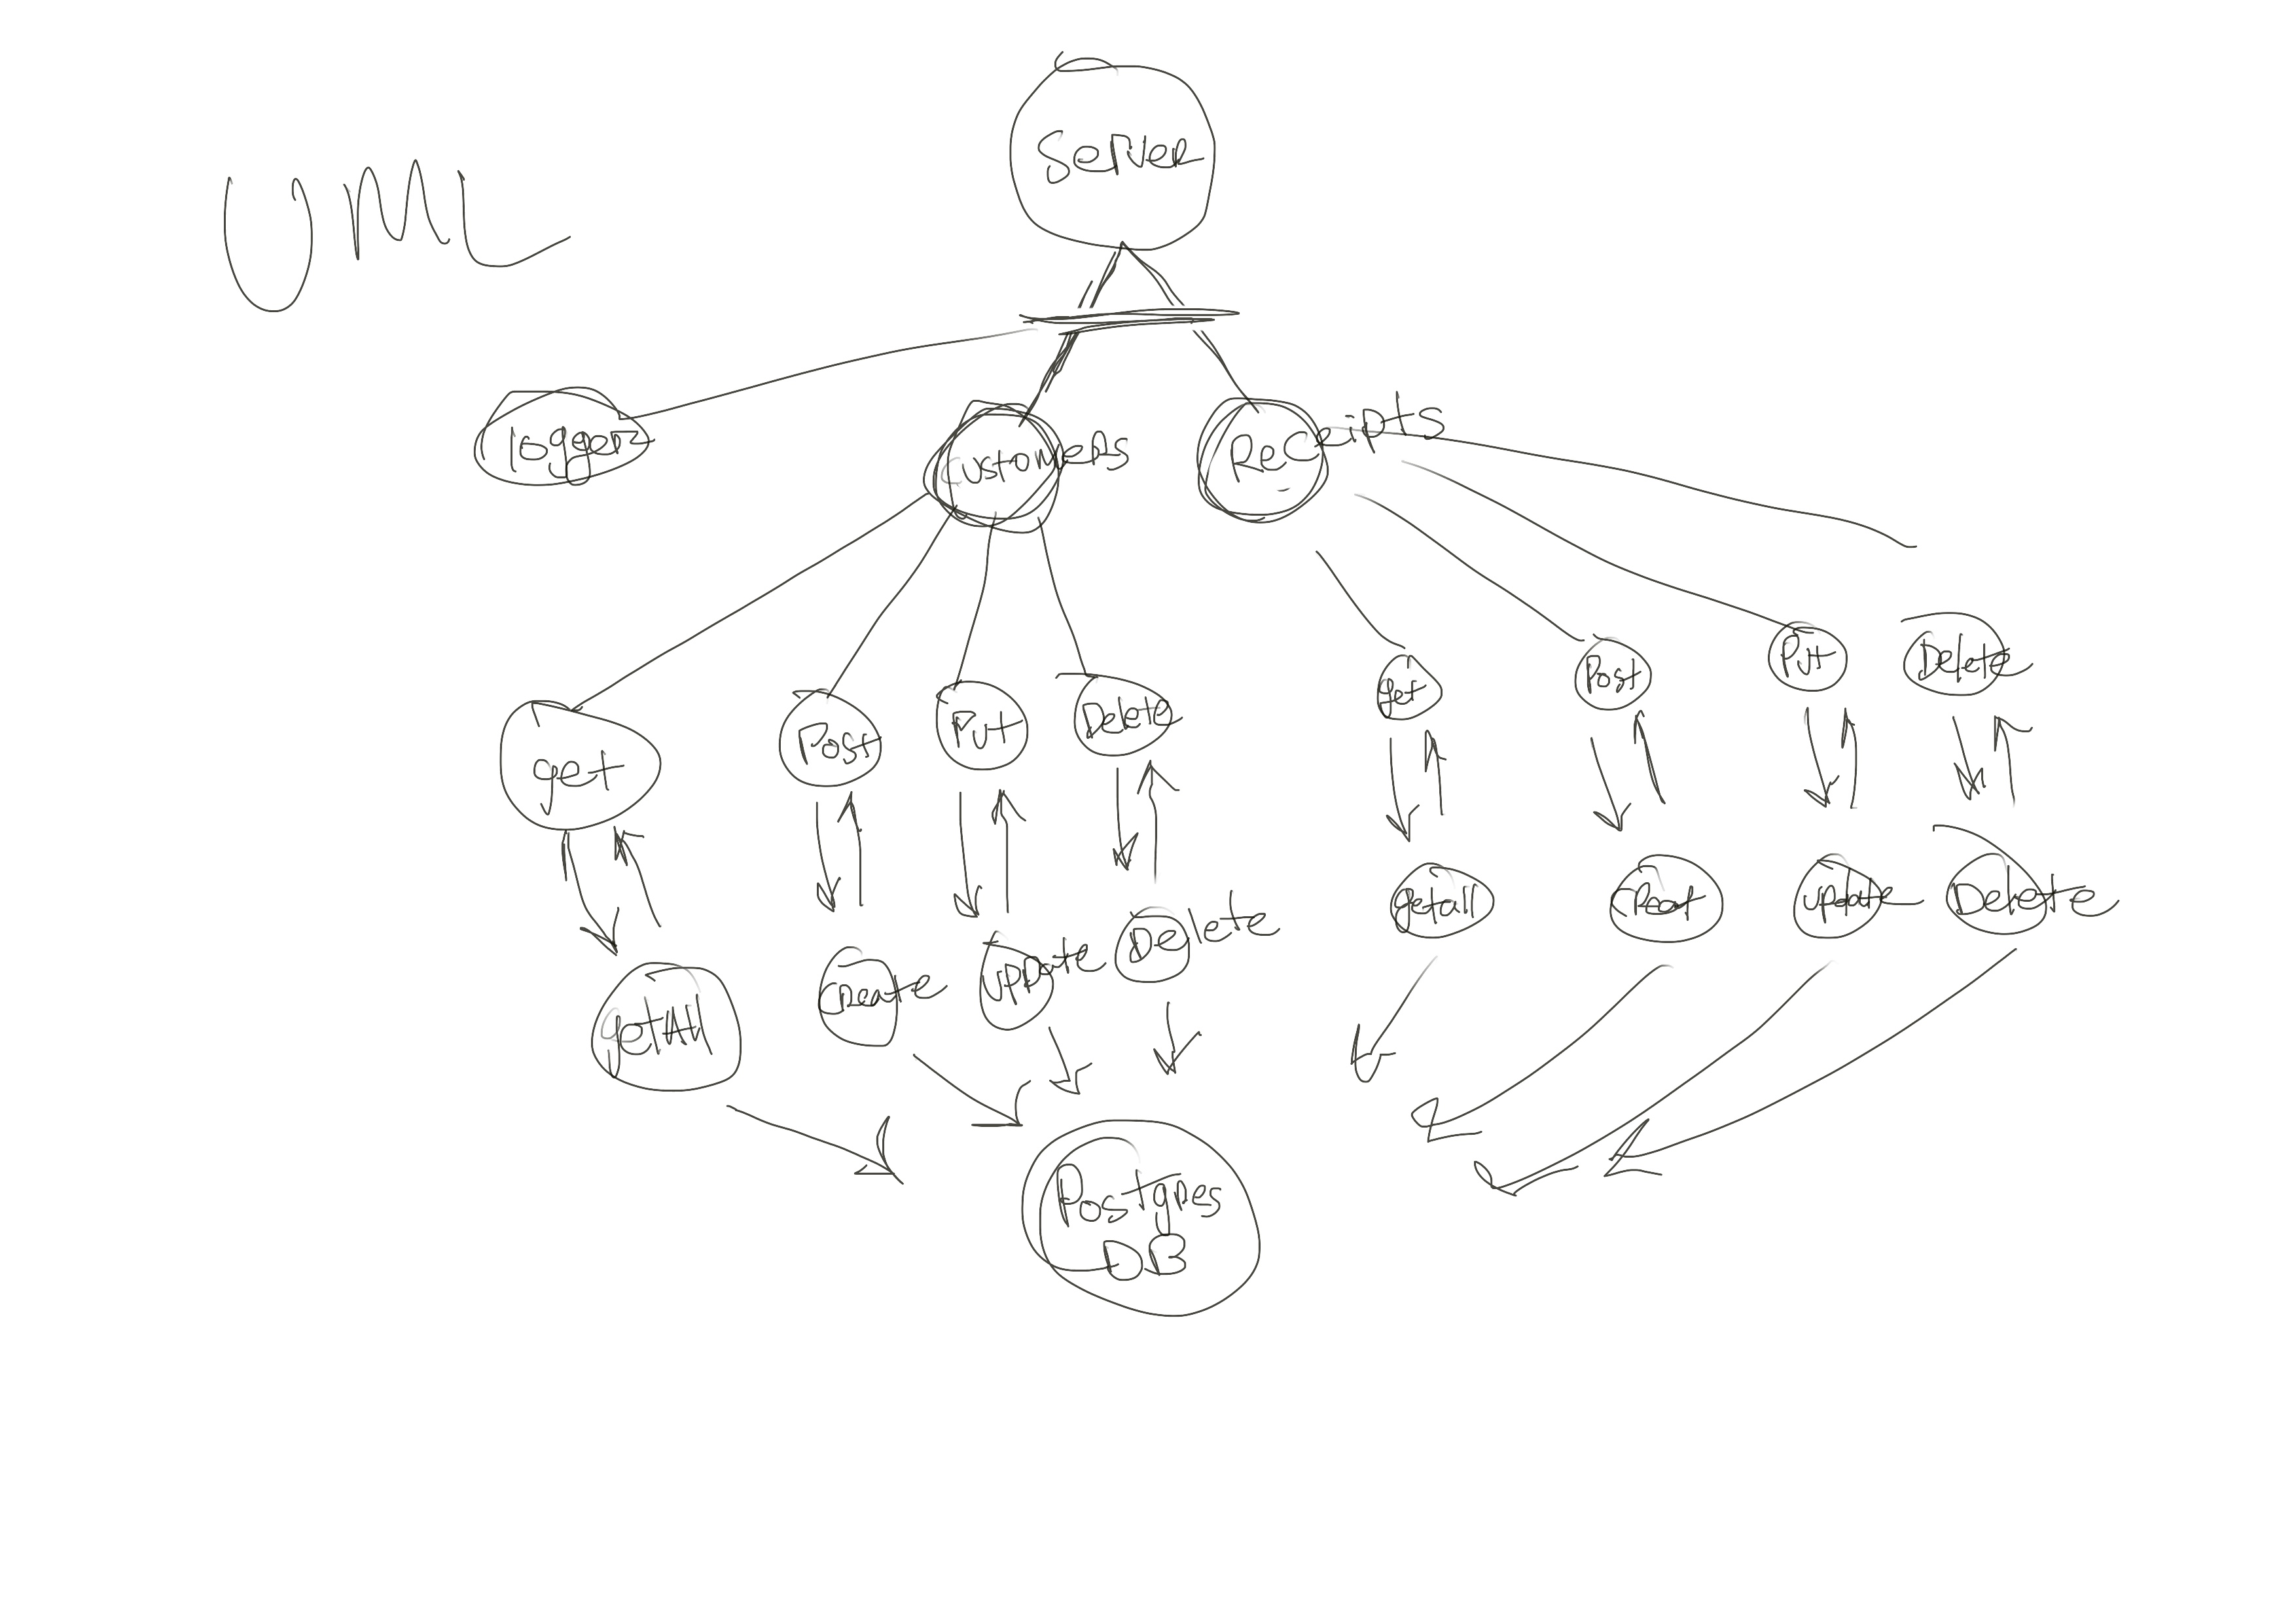 Server
UML
logger
Customers
Receipts
get
Post
Put
Delete
get
Post
Put
Delete
getAll
Create
UPDate
Delete
getall
update
Delete
Postgres
DB